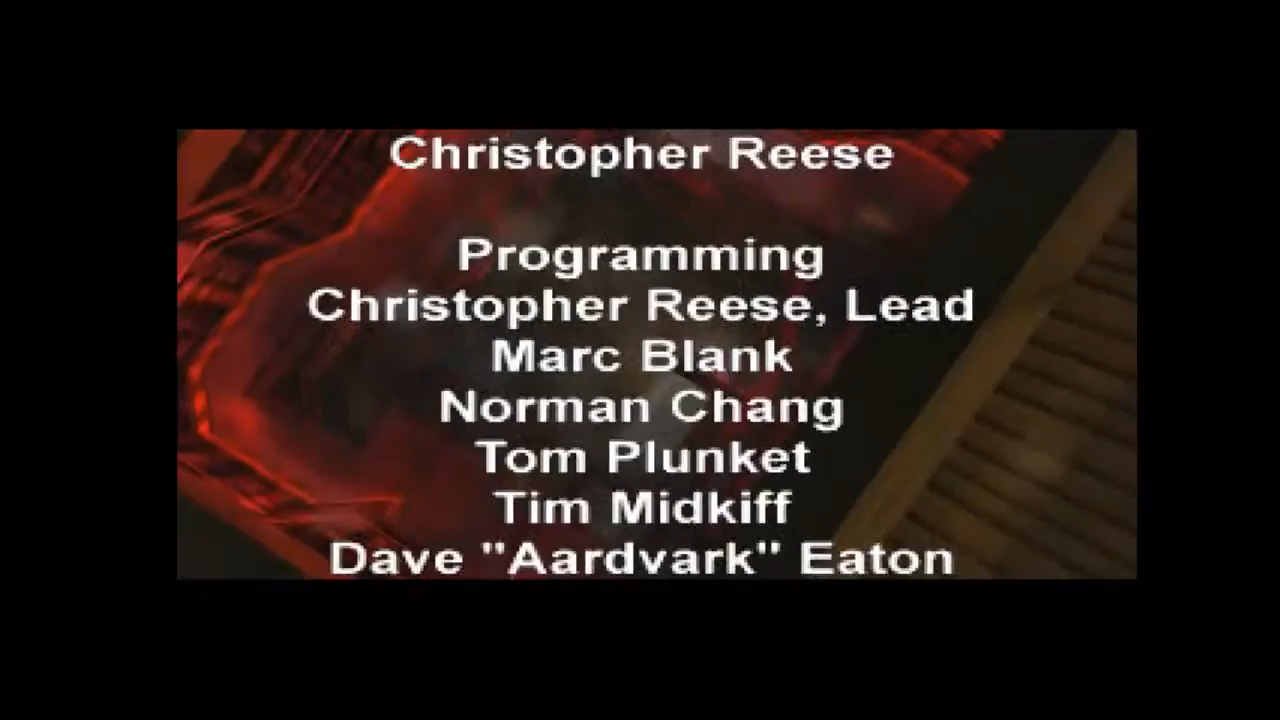 Christopher Reese
Programming
Christopher Reese, Lead
Marc Blank
Norman Chang
Tom Plunket
Tim Midkiff
Dave "Aardvark" Eaton